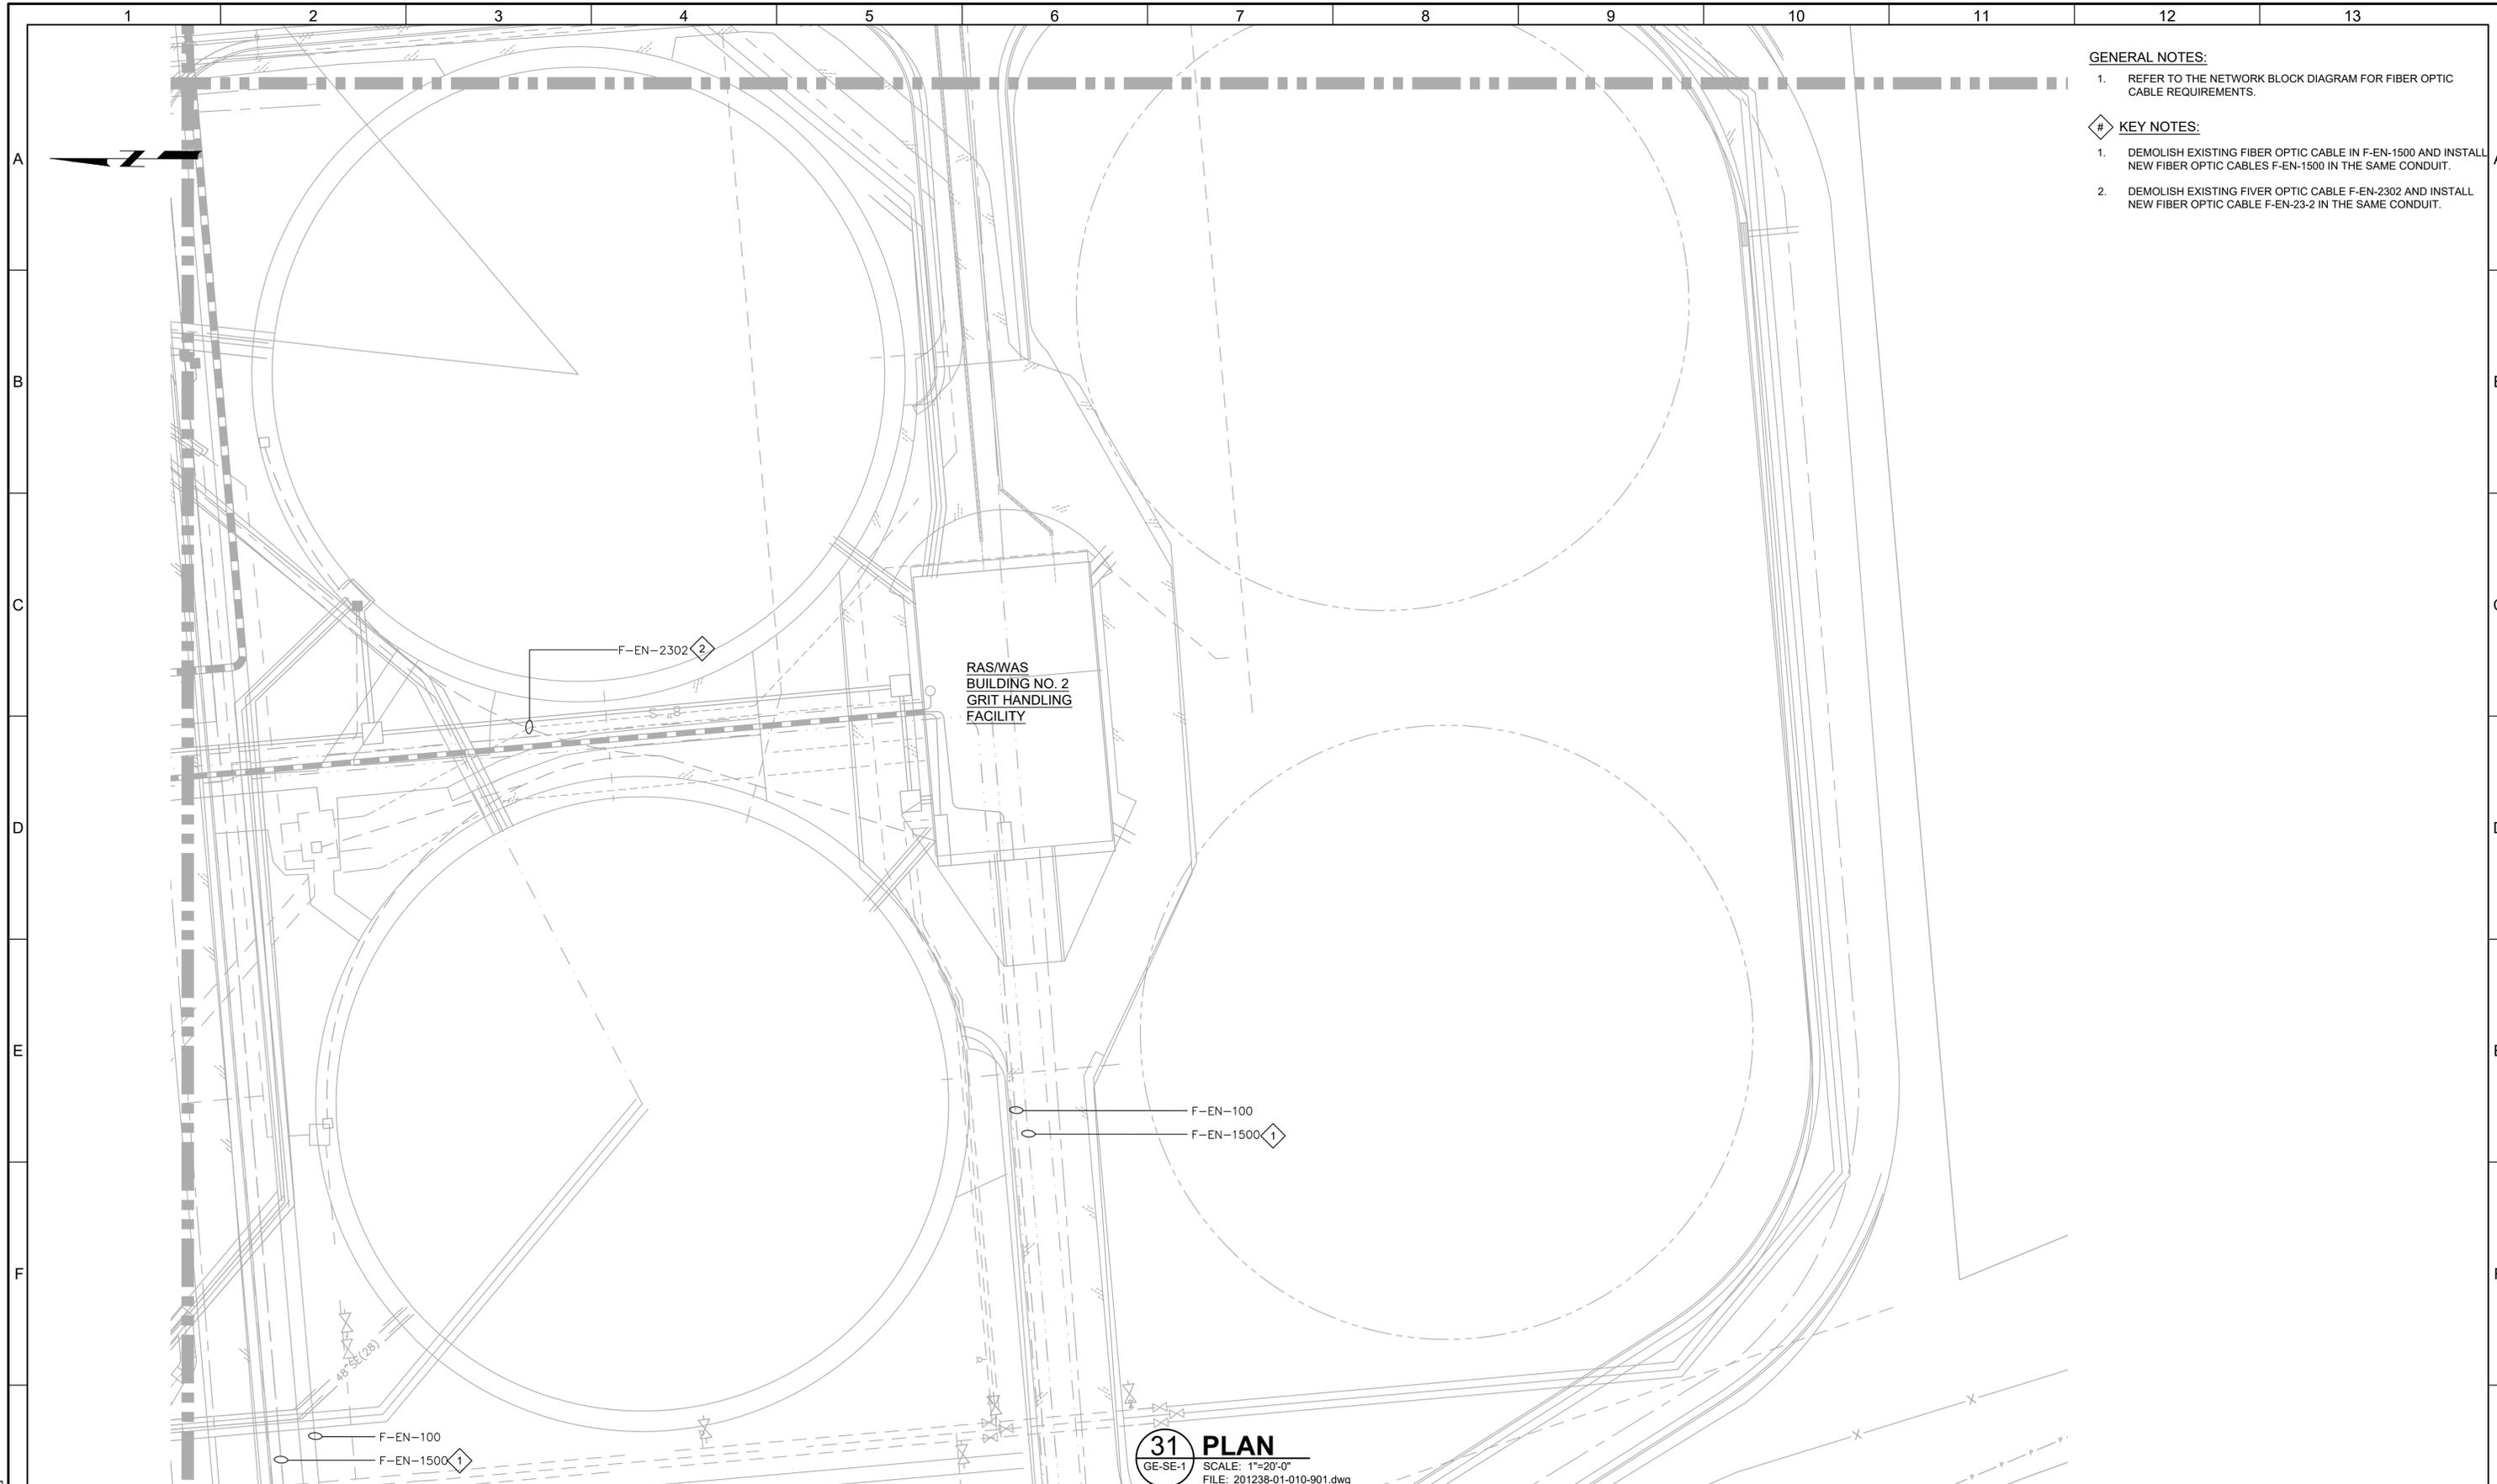 1 2 3 4 5 6 7 8 9 10 11 12 13
GENERAL NOTES:
1. REFER TO THE NETWORK BLOCK DIAGRAM FOR FIBER OPTIC
CABLE REQUIREMENTS.
# KEY NOTES:
1. DEMOLISH EXISTING FIBER OPTIC CABLE IN F-EN-1500 AND INSTALL
NEW FIBER OPTIC CABLES F-EN-1500 IN THE SAME CONDUIT.
2. DEMOLISH EXISTING FIVER OPTIC CABLE F-EN-2302 AND INSTALL
NEW FIBER OPTIC CABLE F-EN-23-2 IN THE SAME CONDUIT.
A
B
C
D
E
F
F-EN-2302 2
RAS/WAS
BUILDING NO. 2
GRIT HANDLING
FACILITY
8" S
F-EN-100
F-EN-1500 1
48"SE(28)
F-EN-100
F-EN-1500 1
31 PLAN
GE-SE-1 SCALE: 1"=20'-0"
FILE: 201238-01-010-901.dwg